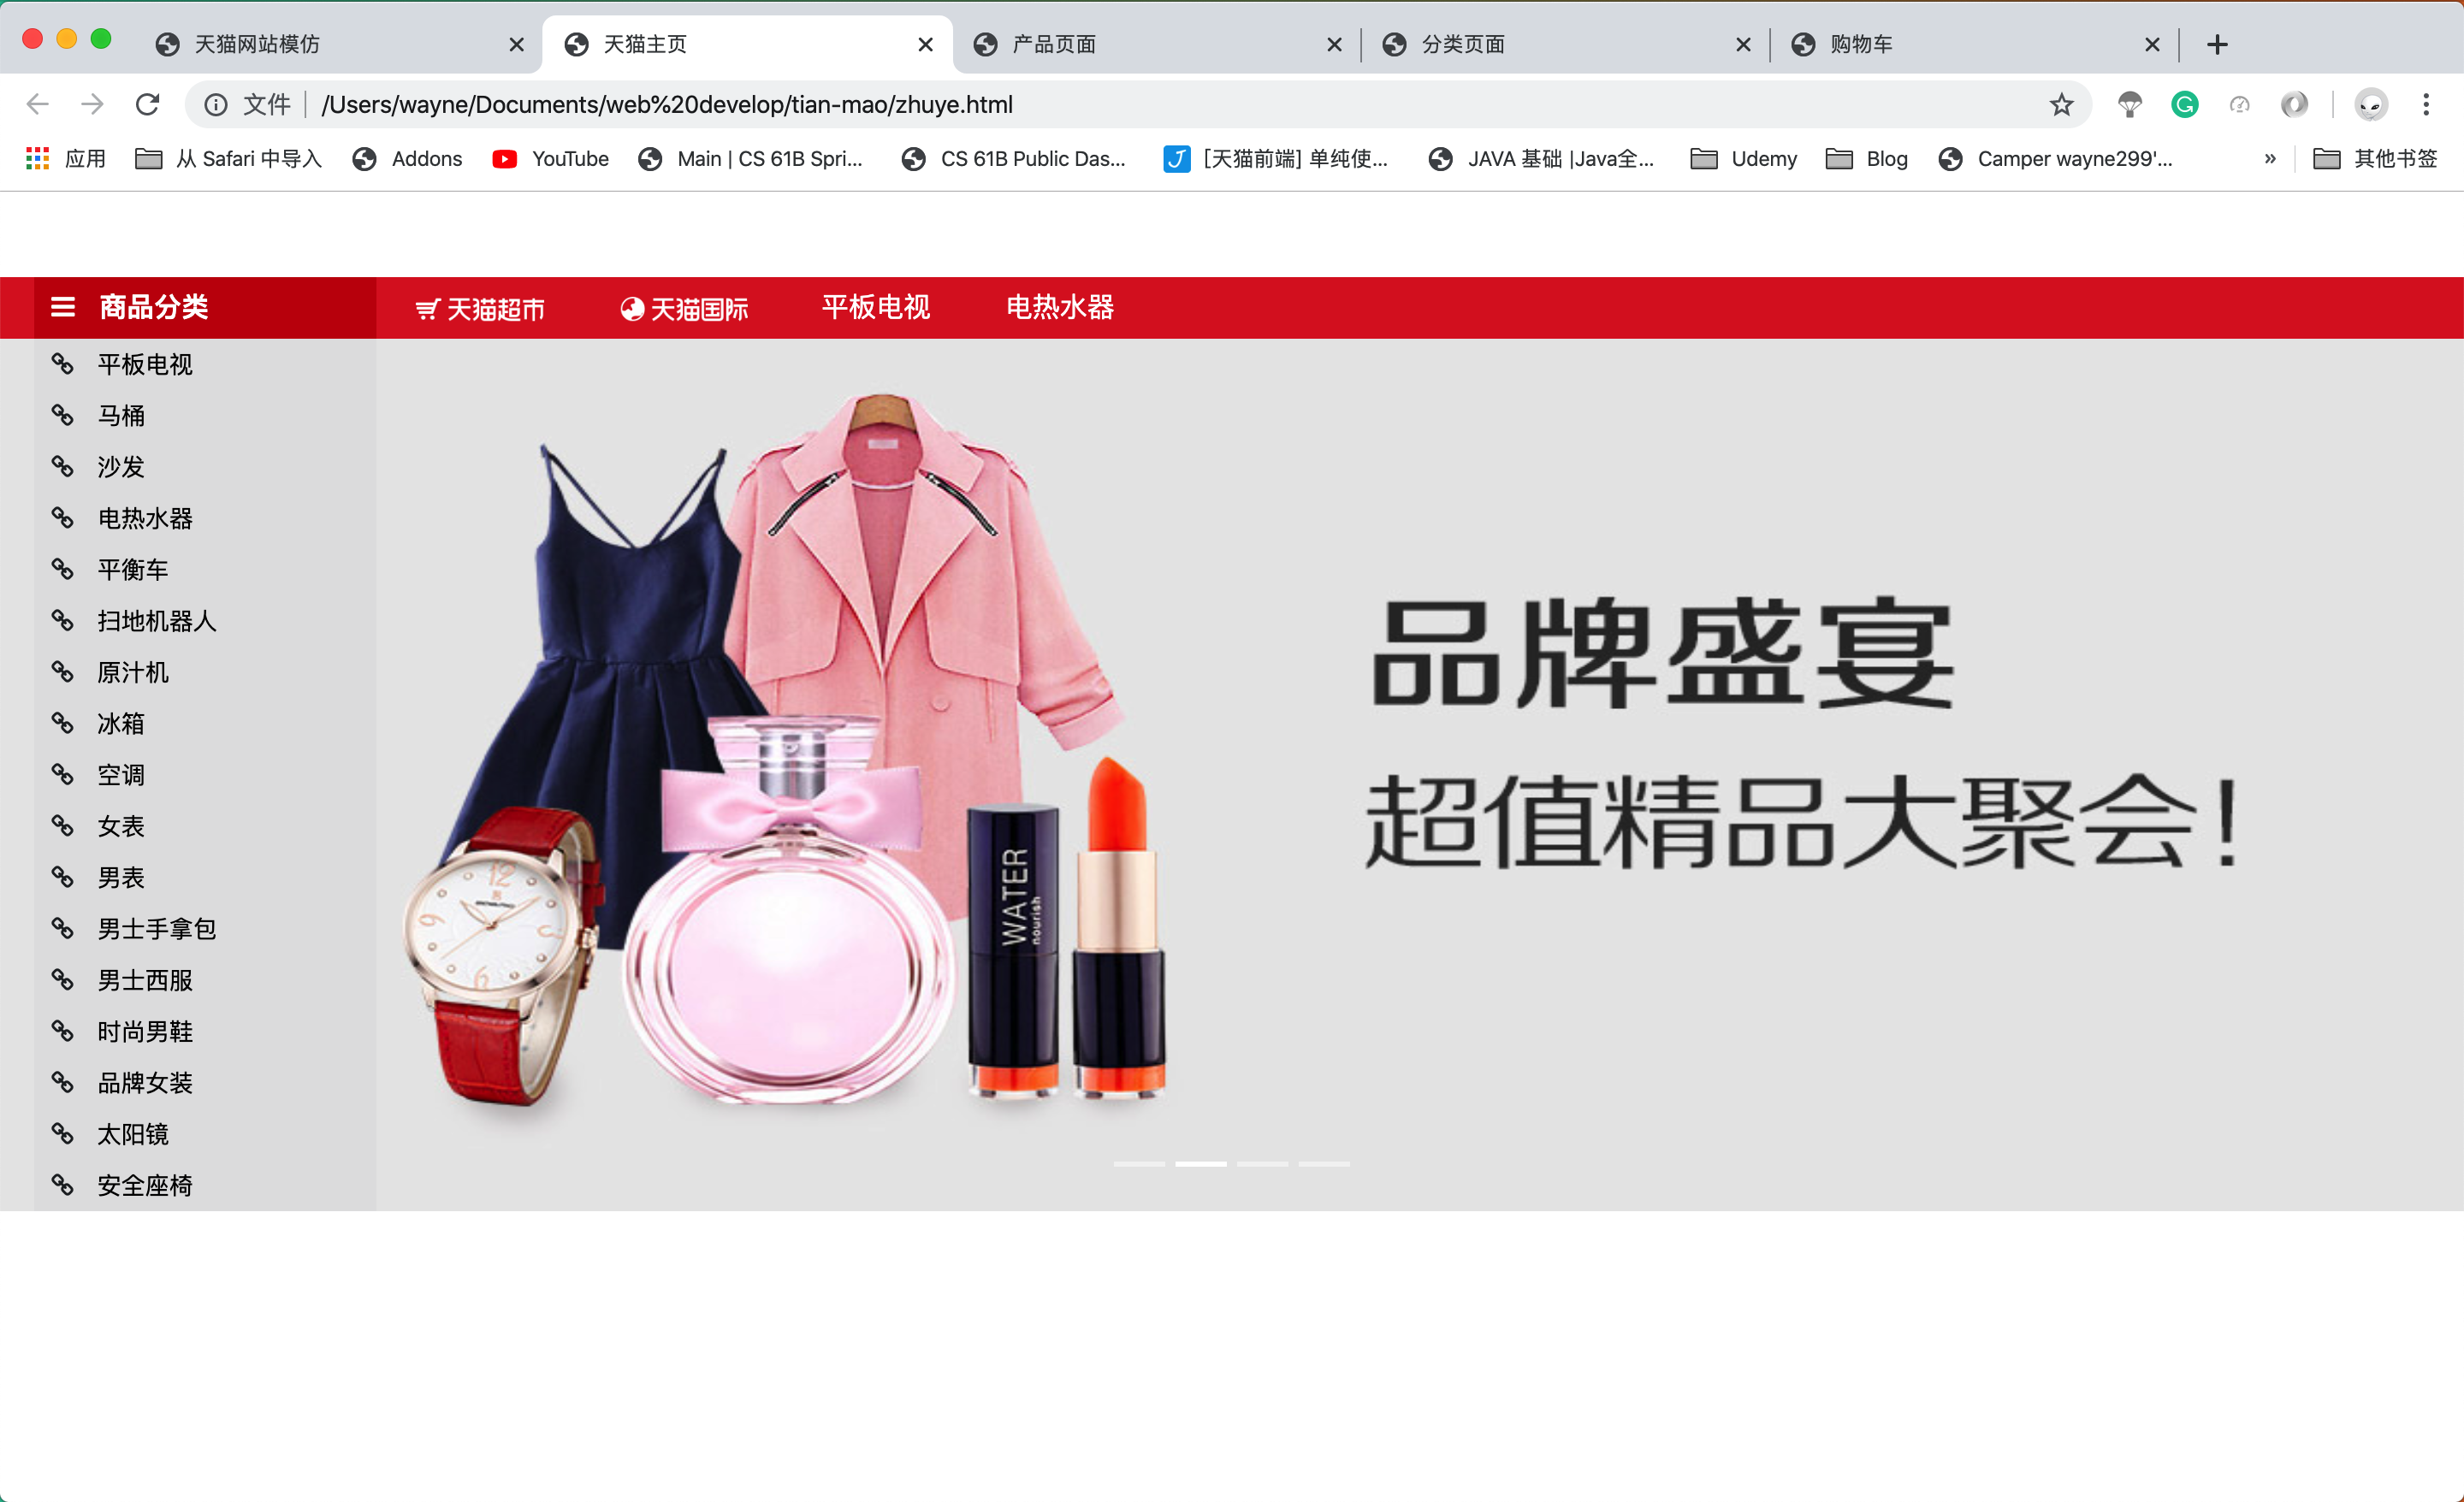 天猫网站模仿
天猫主页
产品页面
分类页面
购物车
文件 /Users/wayne/Documents/web%20develop/tian-mao/zhuye.html
应用
从 Safari 中导入
Addons
YouTube
Main | CS 61B Spri...
CS 61B Public Das...
[天猫前端] 单纯使...
JAVA 基础 |Java全...
Udemy
Blog
Camper wayne299'...
»
其他书签
商品分类
天猫超市
天猫国际
平板电视
电热水器
平板电视
马桶
沙发
电热水器
平衡车
扫地机器人
原汁机
冰箱
空调
女表
男表
男士手拿包
男士西服
时尚男鞋
品牌女装
太阳镜
安全座椅
品牌盛宴
超值精品大聚会!
WATER
nourish
12
6